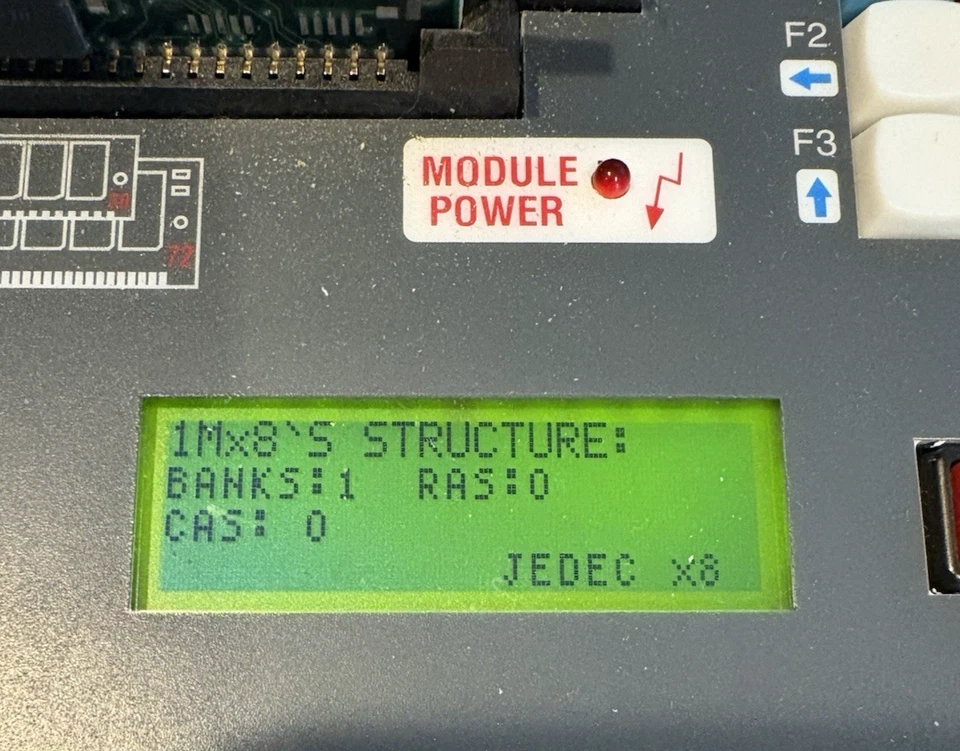 F2
F3
MODULE
POWER
30
72
1Mx8`S STRUCTURE:
BANKS:1 RAS:0
CAS: 0
JEDEC x8